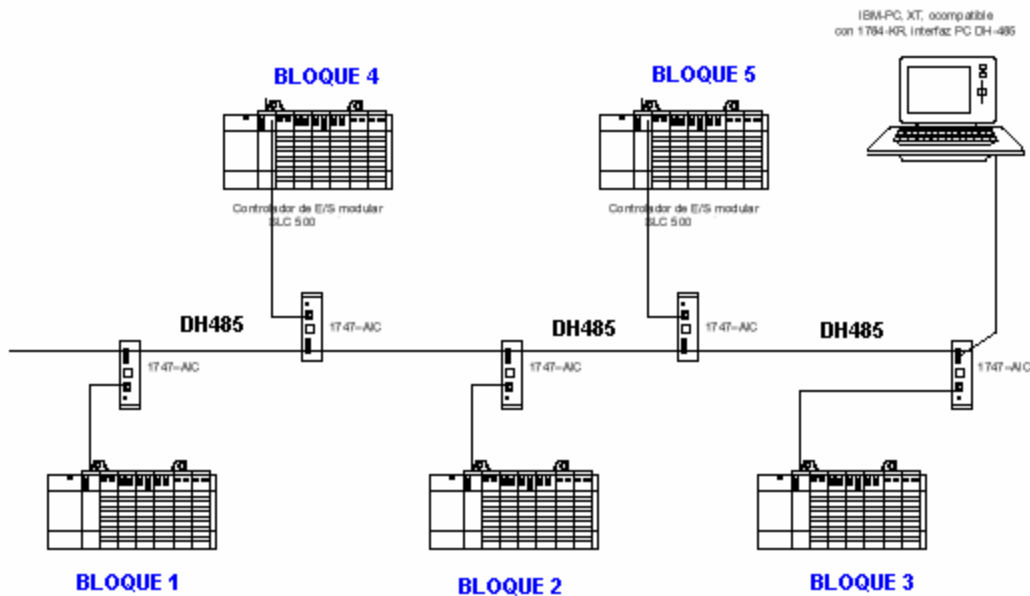 IBM-PC, XT, ocompatible
con 1784-KR, interfaz PC DH-485
BLOQUE 4
BLOQUE 5
Controlador de E/S modular
SLC 500
Controlador de E/S modular
SLC 500
DH485
1747-AIC
DH485
1747-AIC
DH485
1747-AIC
1747-AIC
1747-AIC
BLOQUE 1
BLOQUE 2
BLOQUE 3